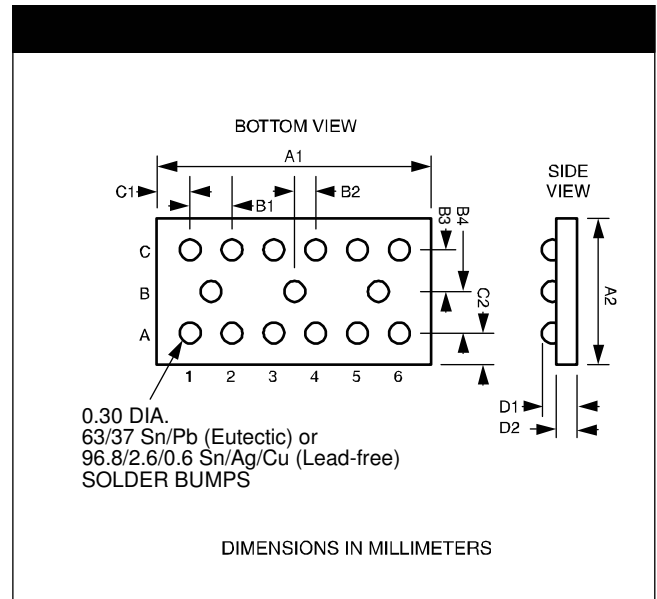 BOTTOM VIEW
A1
SIDE
VIEW
C1
B1
B2
B3
B4
C
B
C2
A2
A
1 2 3 4 5 6
D1
D2
0.30 DIA.
63/37 Sn/Pb (Eutectic) or
96.8/2.6/0.6 Sn/Ag/Cu (Lead-free)
SOLDER BUMPS
DIMENSIONS IN MILLIMETERS